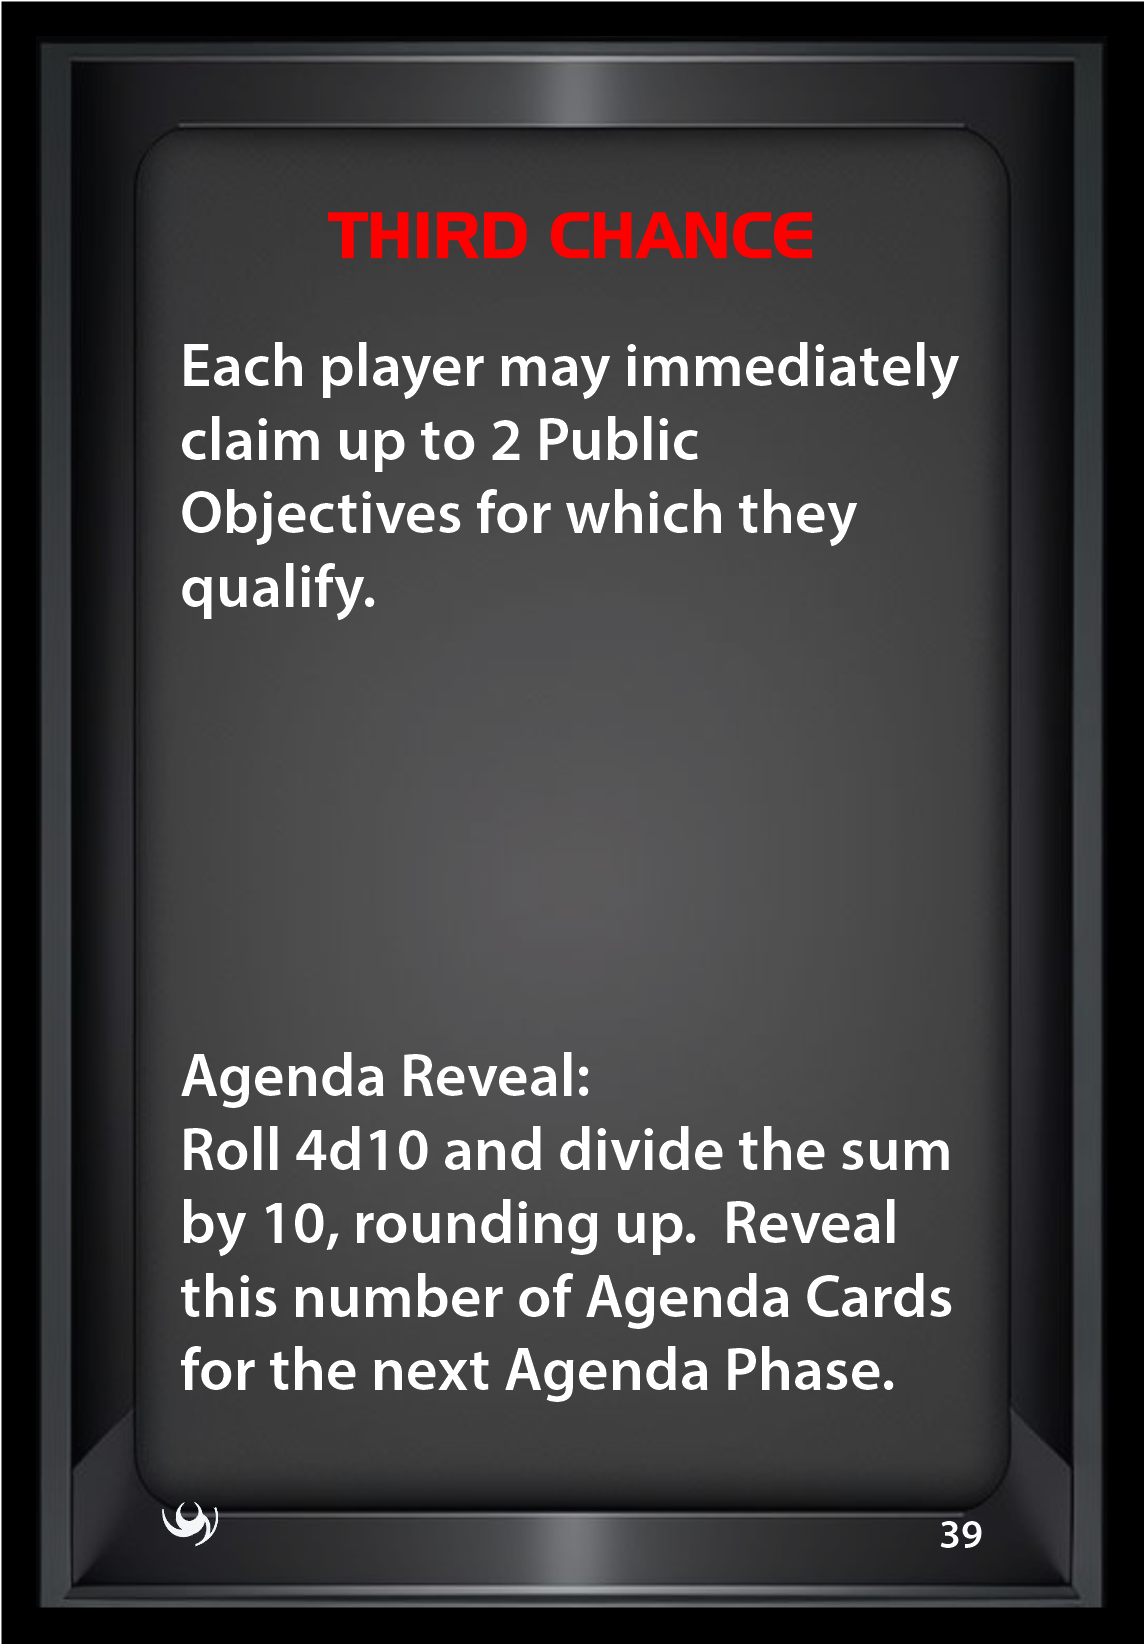 THIRD CHANCE
Each player may immediately
claim up to 2 Public
Objectives for which they
qualify.
Agenda Reveal:
Roll 4d10 and divide the sum
by 10, rounding up.  Reveal
this number of Agenda Cards
for the next Agenda Phase.
39